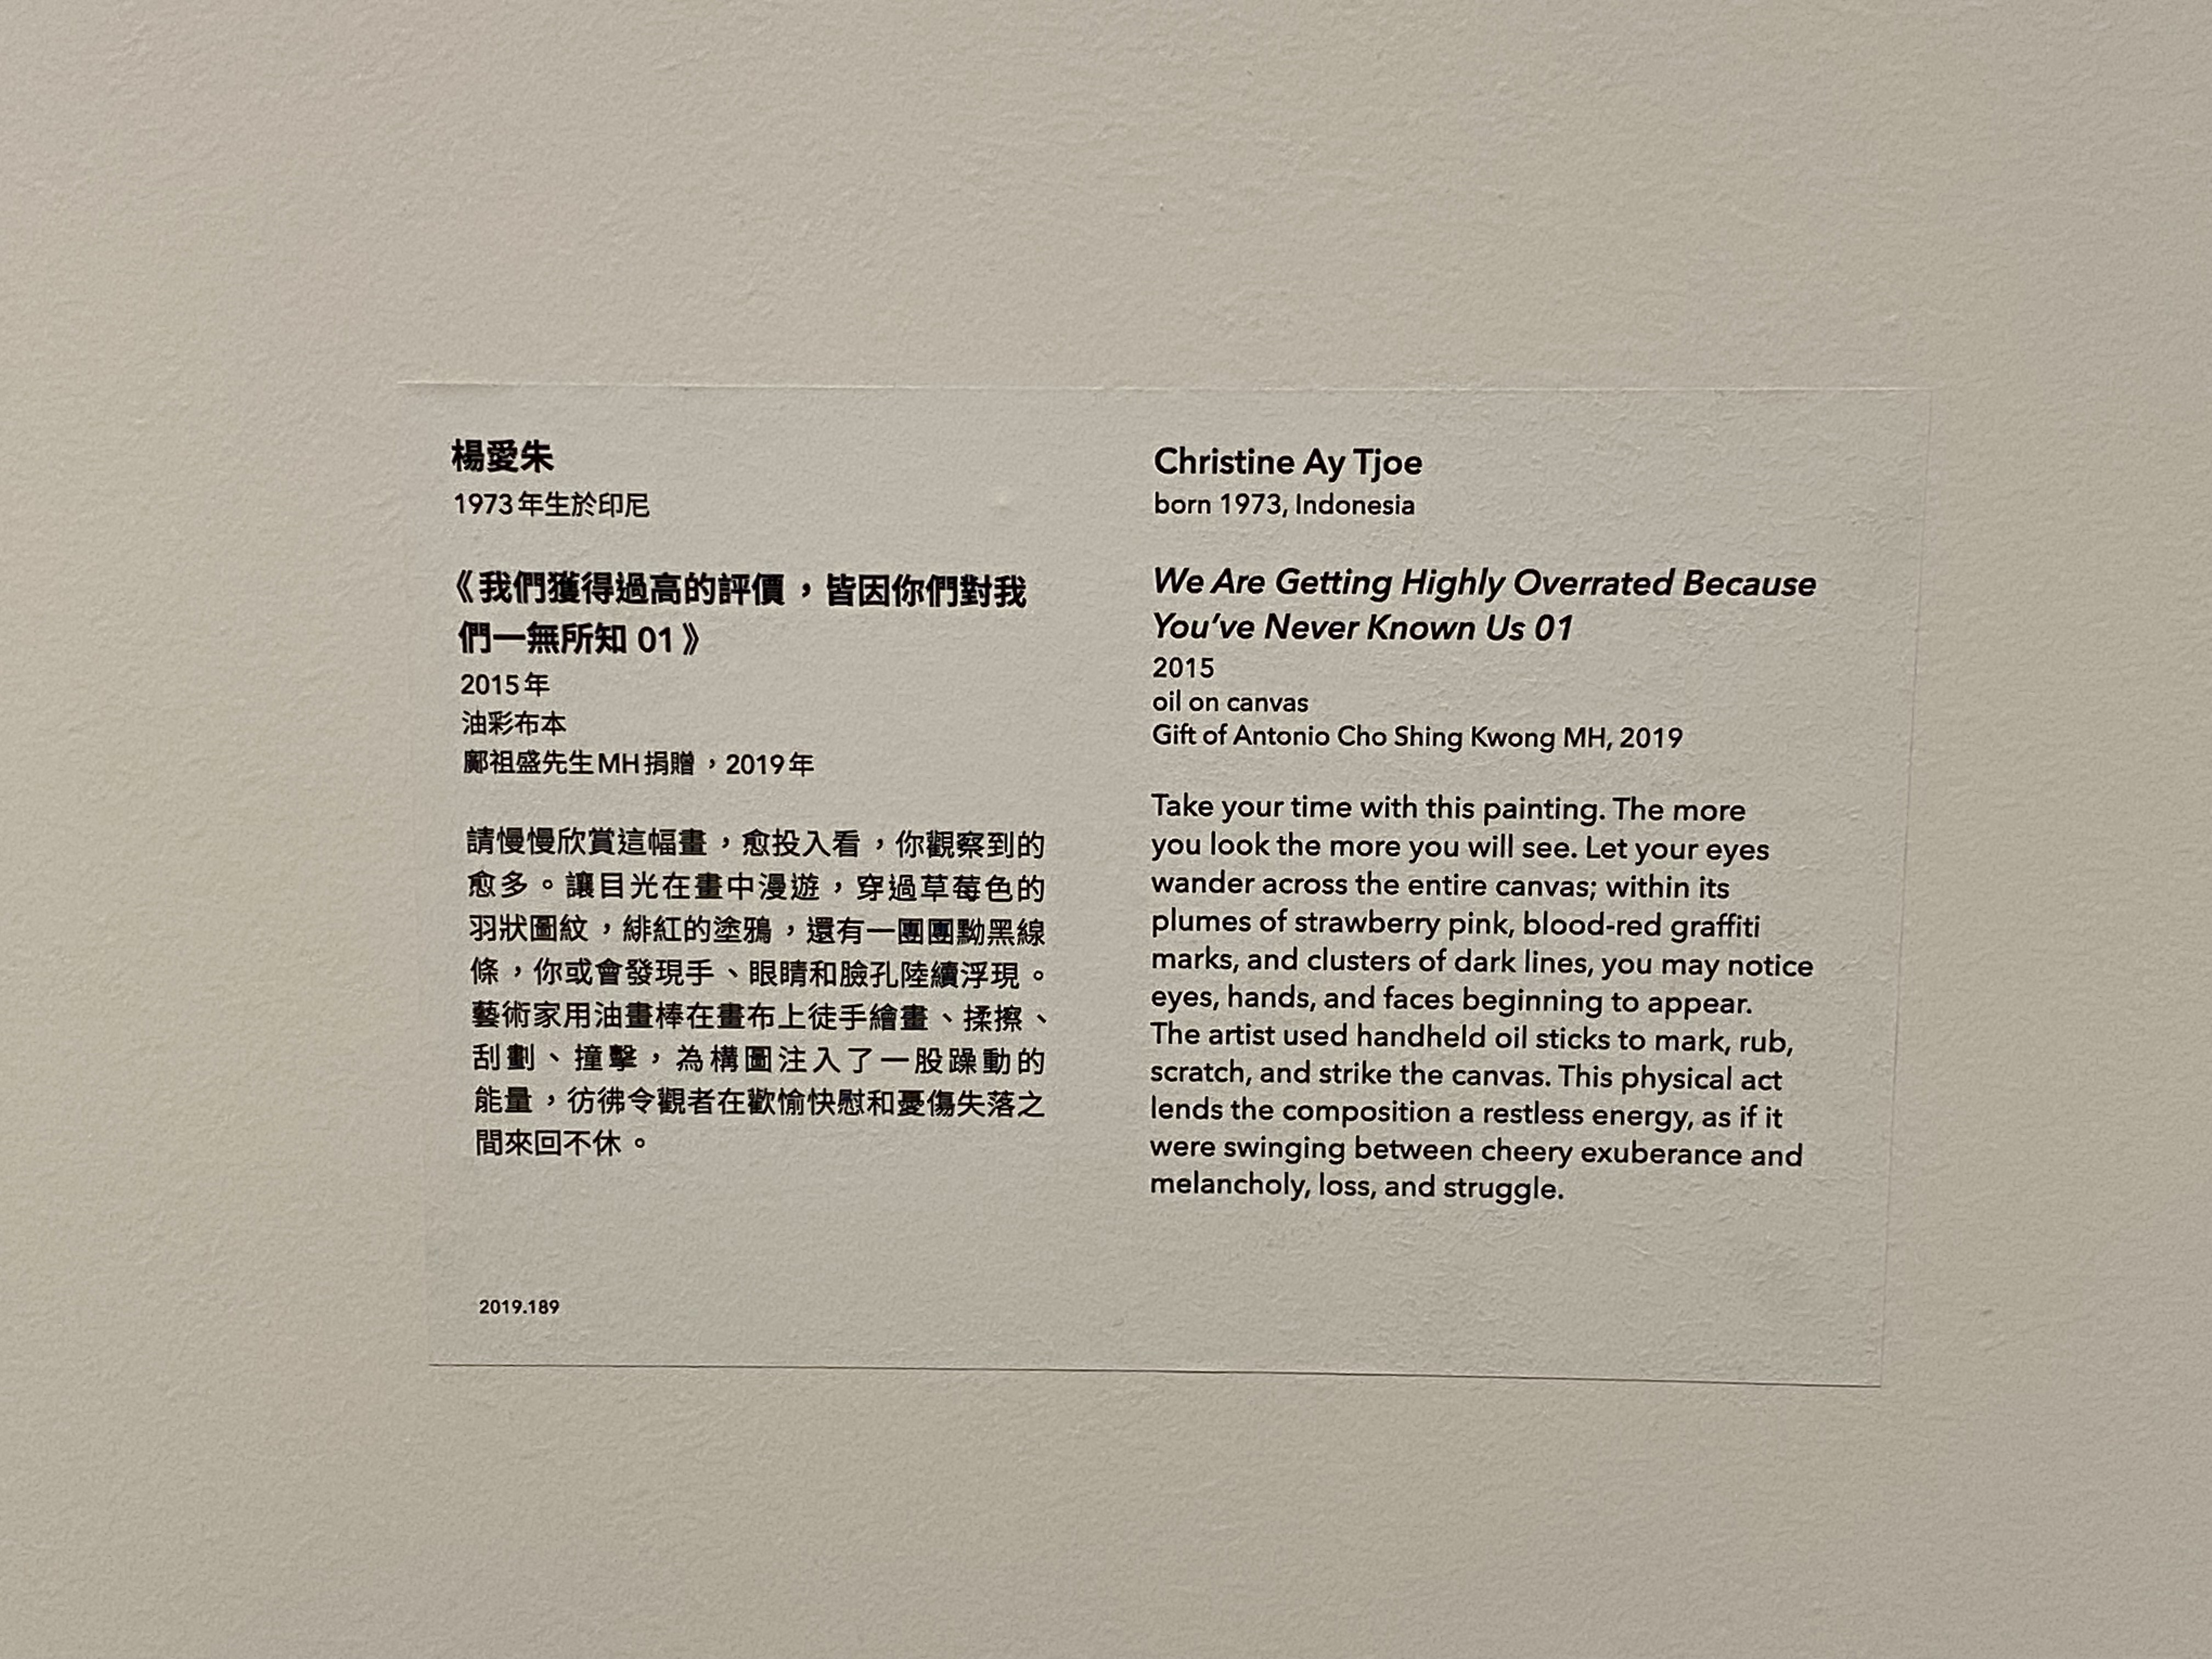 楊愛朱
1973年生於印尼
《我們獲得過高的評價，皆因你們對我
們一無所知 01》
2015年
油彩布本
鄺祖盛先生MH捐贈，2019年
請慢慢欣賞這幅畫，愈投入看，你觀察到的
愈多。讓目光在畫中漫遊，穿過草莓色的
羽狀圖紋，緋紅的塗鴉，還有一團團黝黑線
條，你或會發現手、眼睛和臉孔陸續浮現。
藝術家用油畫棒在畫布上徒手繪畫、揉擦、
刮劃、撞擊，為構圖注入了一股躁動的
能量，彷彿令觀者在歡愉快慰和憂傷失落之
間來回不休。
2019.189
Christine Ay Tjoe
born 1973, Indonesia
We Are Getting Highly Overrated Because
You've Never Known Us 01
2015
oil on canvas
Gift of Antonio Cho Shing Kwong MH, 2019
Take your time with this painting. The more
you look the more you will see. Let your eyes
wander across the entire canvas; within its
plumes of strawberry pink, blood-red graffiti
marks, and clusters of dark lines, you may notice
eyes, hands, and faces beginning to appear.
The artist used handheld oil sticks to mark, rub,
scratch, and strike the canvas. This physical act
lends the composition a restless energy, as if it
were swinging between cheery exuberance and
melancholy, loss, and struggle.